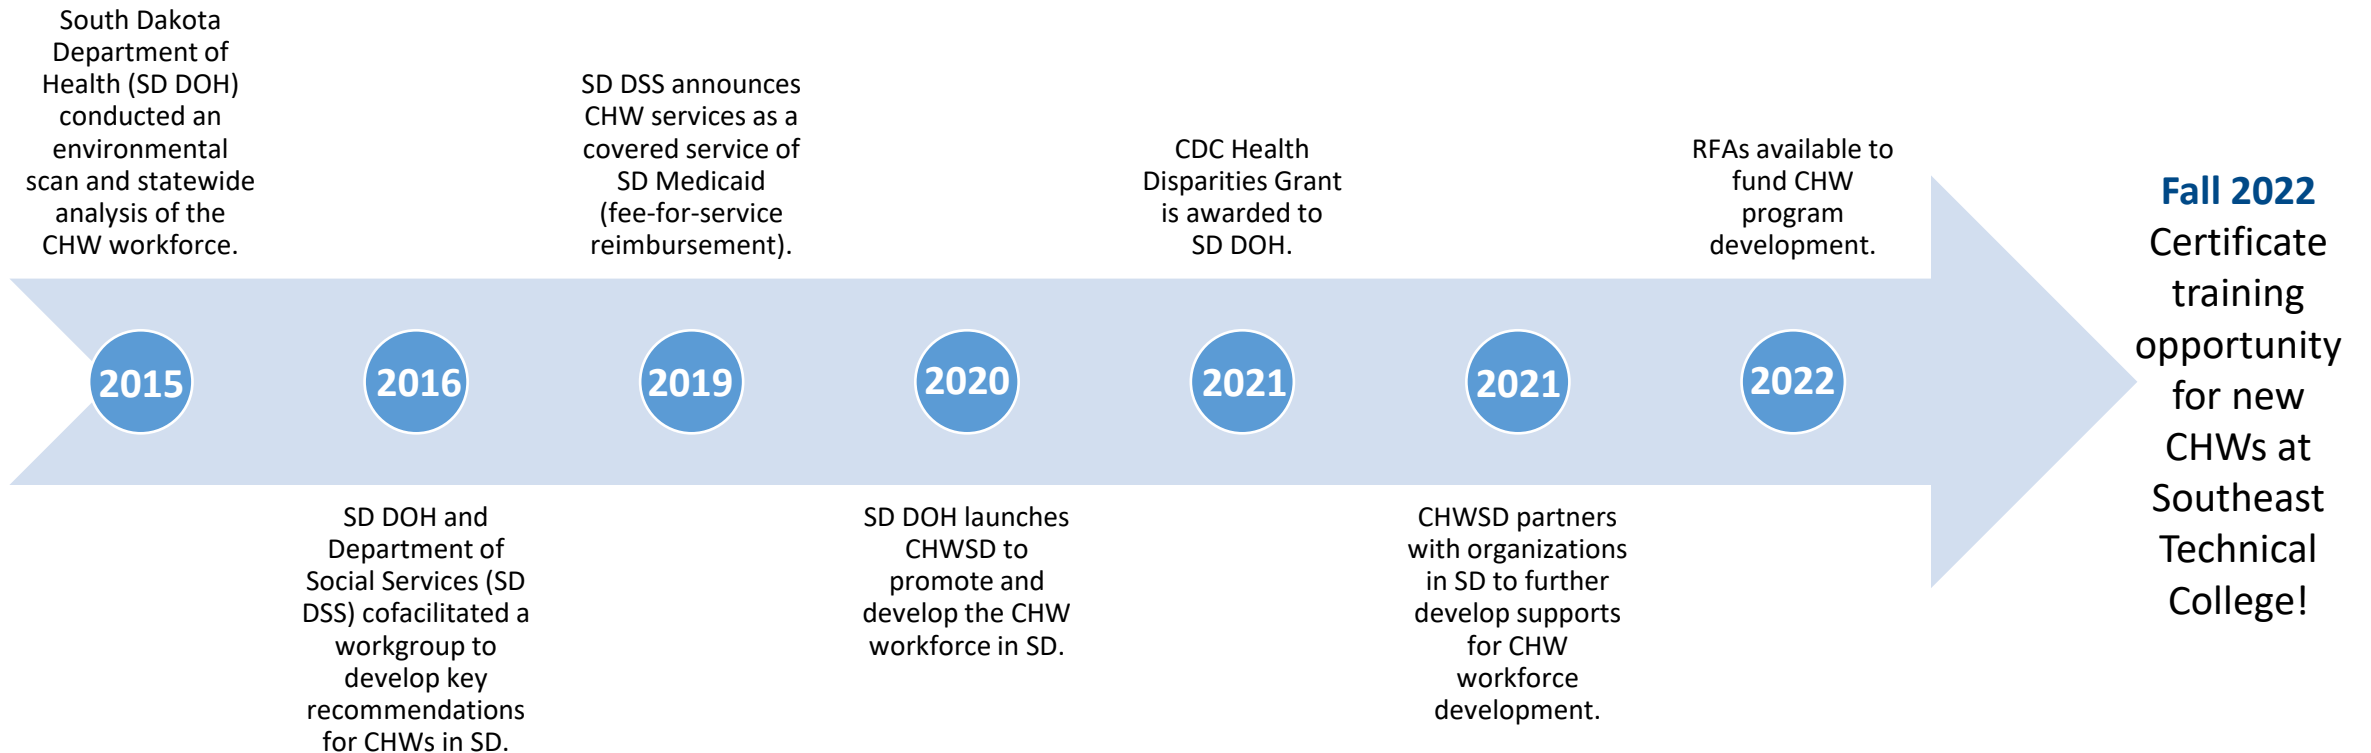 South Dakota
Department of
Health (SD DOH)
conducted an
environmental
scan and statewide
analysis of the
CHW workforce.
2015
SD DOH and
Department of
Social Services (SD
DSS) cofacilitated a
workgroup to
develop key
recommendations
for CHWs in SD.
2016
SD DSS announces
CHW services as a
covered service of
SD Medicaid
(fee-for-service
reimbursement).
2019
SD DOH launches
CHWSD to
promote and
develop the CHW
workforce in SD.
2020
CDC Health
Disparities Grant
is awarded to
SD DOH.
2021
CHWSD partners
with organizations
in SD to further
develop supports
for CHW
workforce
development.
2021
RFAs available to
fund CHW
program
development.
2022
Fall 2022
Certificate
training
opportunity
for new
CHWs at
Southeast
Technical
College!